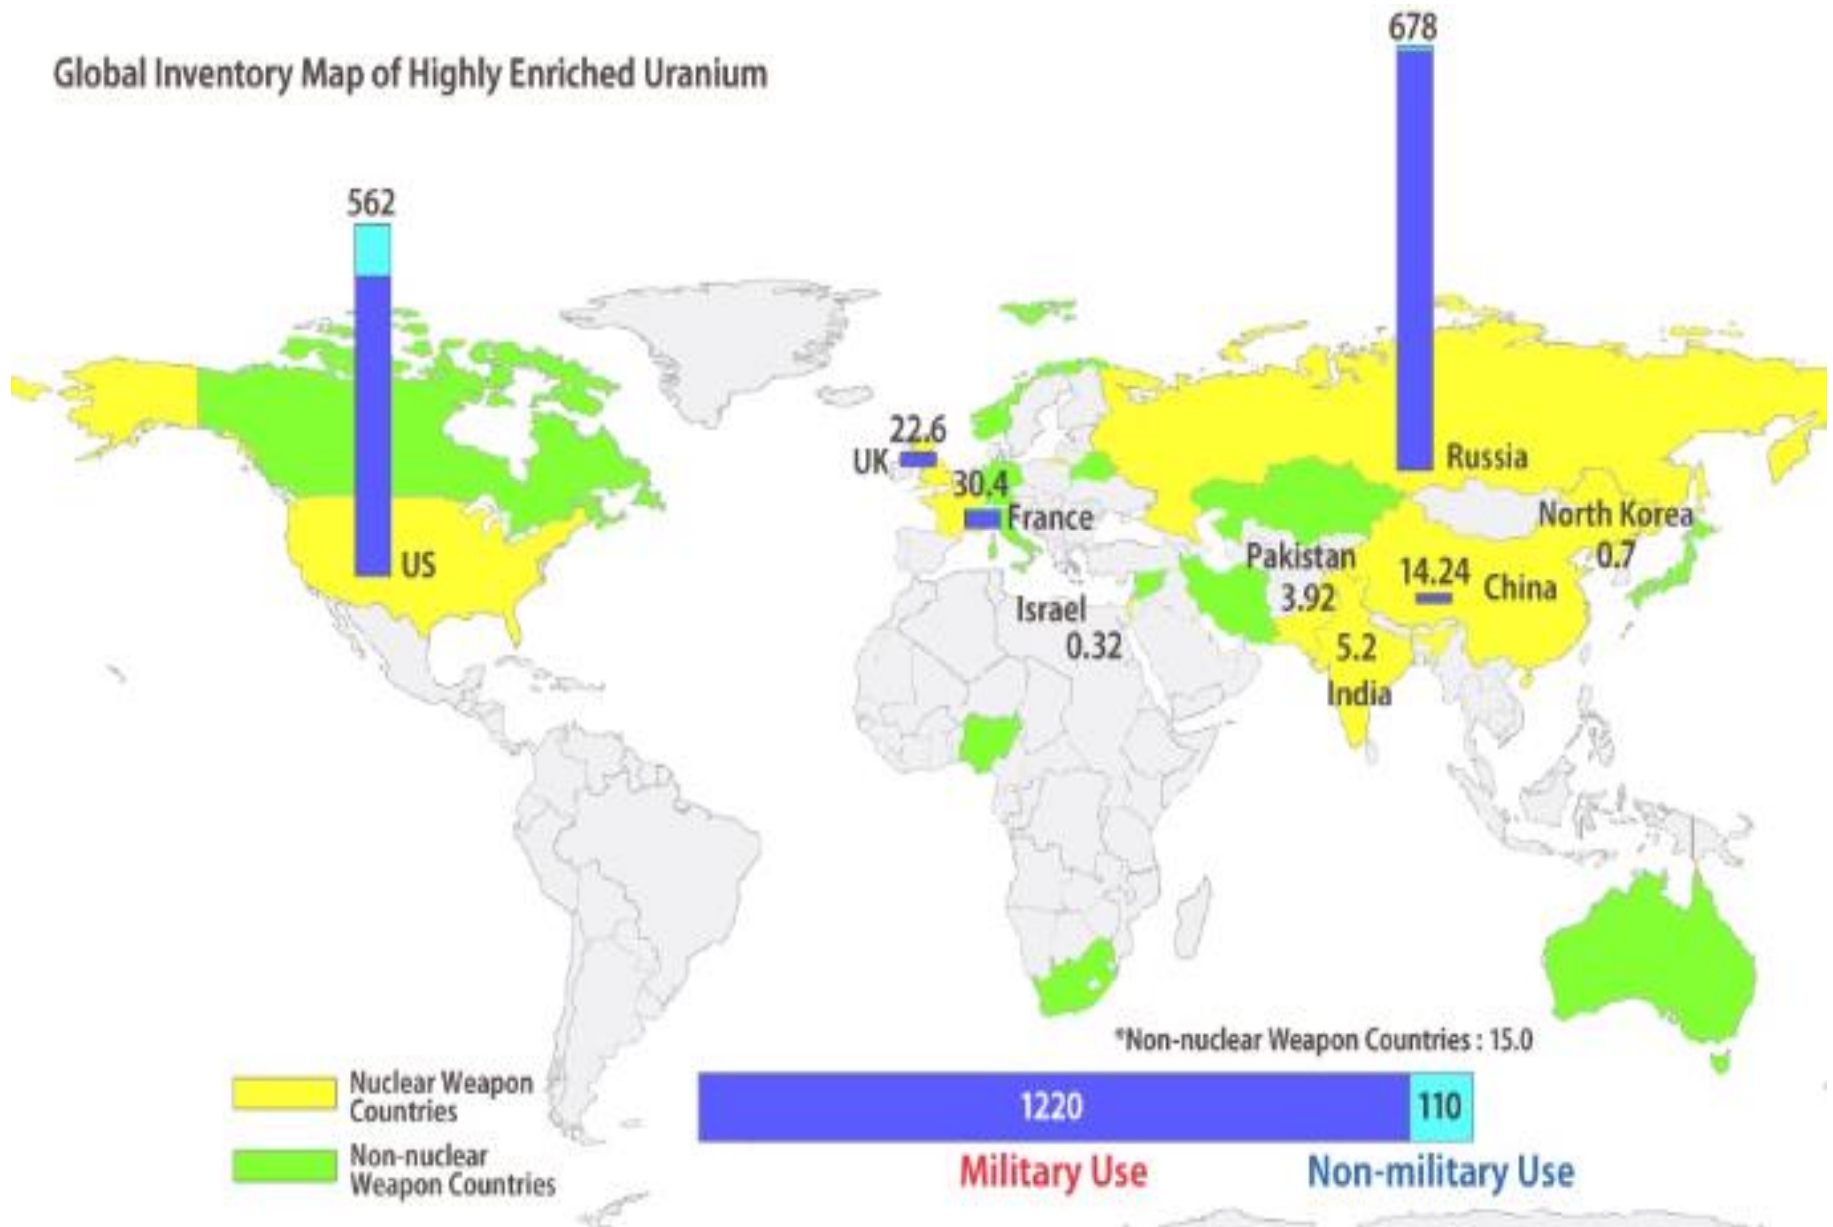 Global Inventory Map of Highly Enriched Uranium
678
562
22.6
UK
30.4
France
Russia
North Korea
0.7
US
Pakistan
3.92
14.24
China
Israel
0.32
5.2
India
*Non-nuclear Weapon Countries : 15.0
Nuclear Weapon
Countries
Non-nuclear
Weapon Countries
1220
110
Military Use
Non-military Use